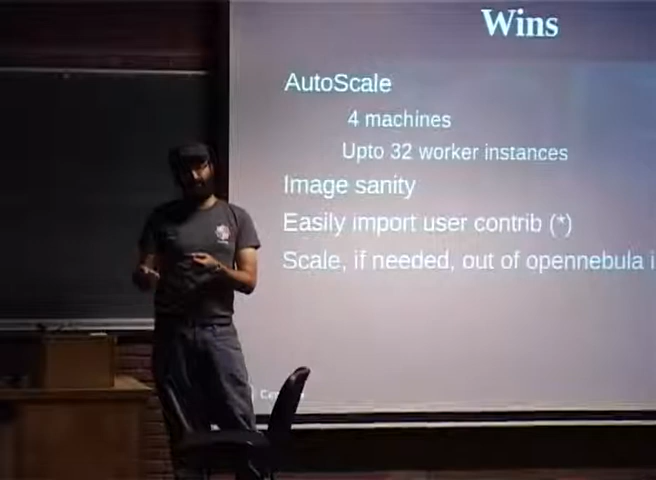 Wins
AutoScale
4 machines
Upto 32 worker instances
Image sanity
Easily import user contrib (*)
Scale, if needed, out of opennebula